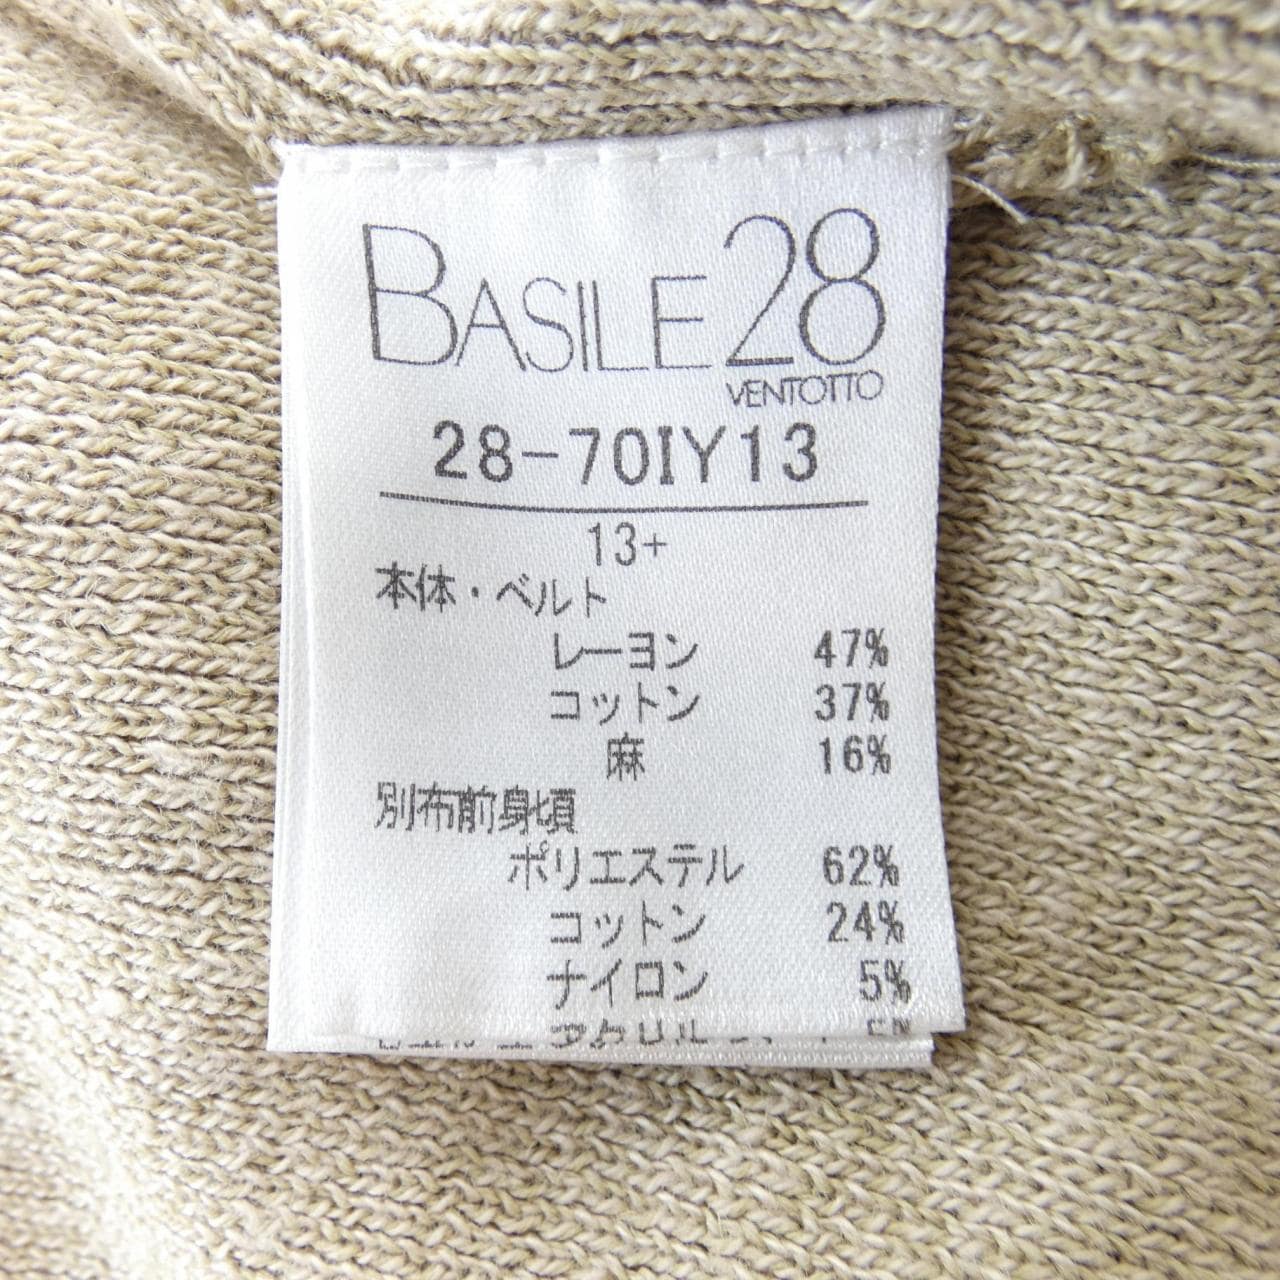 BASILE28
VENTOTTO
28-70IY13
13+
本体・ベルト
レーヨン 47%
コットン 37%
麻 16%
別布前身頃
ポリエステル 62%
コットン 24%
ナイロン 5%